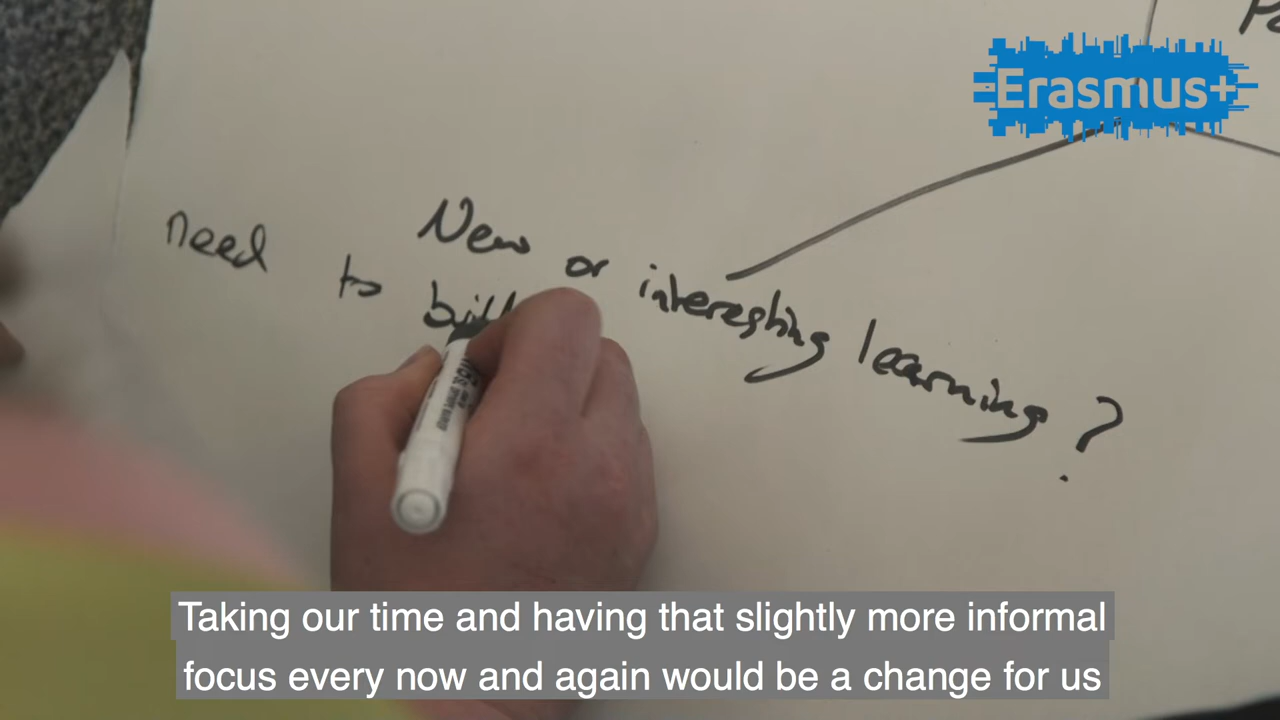 Erasmus+
New or interesting learning ?
need to
Taking our time and having that slightly more informal
focus every now and again would be a change for us